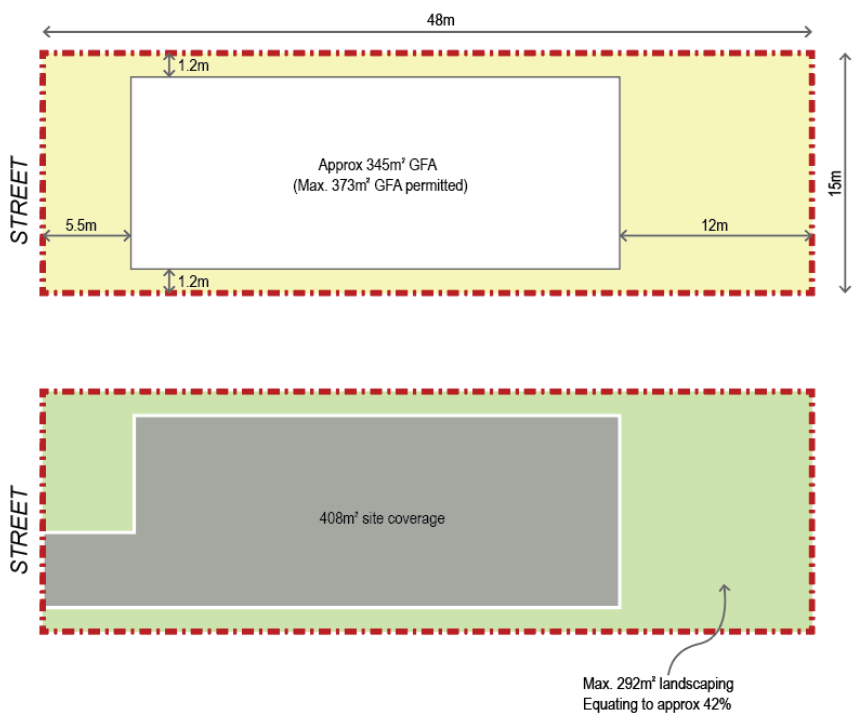 48m
1.2m
Approx 345m² GFA
(Max. 373m² GFA permitted)
STREET
5.5m
12m
15m
1.2m
408m² site coverage
STREET
Max. 292m² landscaping
Equating to approx 42%